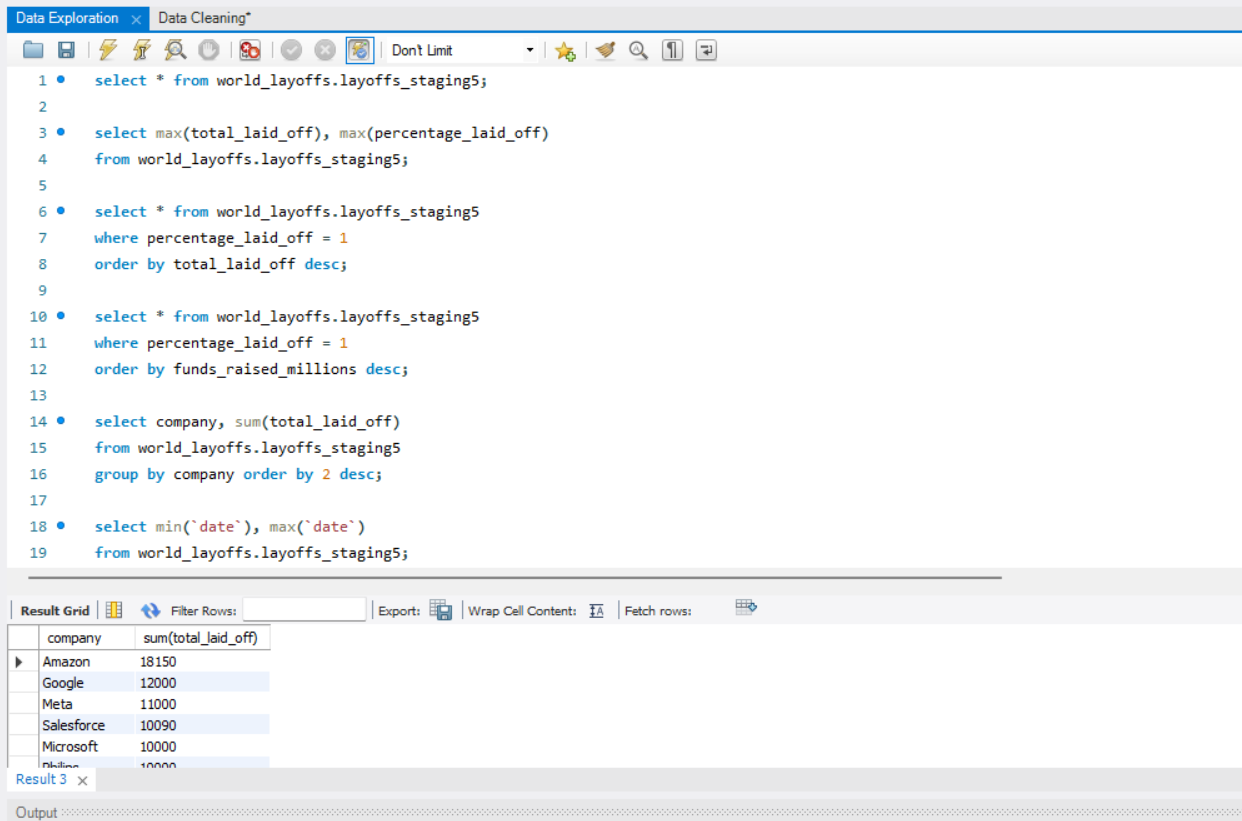 Data Exploration × Data Cleaning*
Don't Limit
1 select * from world_layoffs.layoffs_staging5;
2
3 select max(total_laid_off), max(percentage_laid_off)
4 from world_layoffs.layoffs_staging5;
5
6 select * from world_layoffs.layoffs_staging5
7 where percentage_laid_off = 1
8 order by total_laid_off desc;
9
10 select * from world_layoffs.layoffs_staging5
11 where percentage_laid_off = 1
12 order by funds_raised_millions desc;
13
14 select company, sum(total_laid_off)
15 from world_layoffs.layoffs_staging5
16 group by company order by 2 desc;
17
18 select min(`date`), max(`date`)
19 from world_layoffs.layoffs_staging5;
Result Grid Filter Rows: Export: Wrap Cell Content: IA Fetch rows:
company sum(total_laid_off)
Amazon 18150
Google 12000
Meta 11000
Salesforce 10090
Microsoft 10000
Philips 10000
Result 3 ×
Output